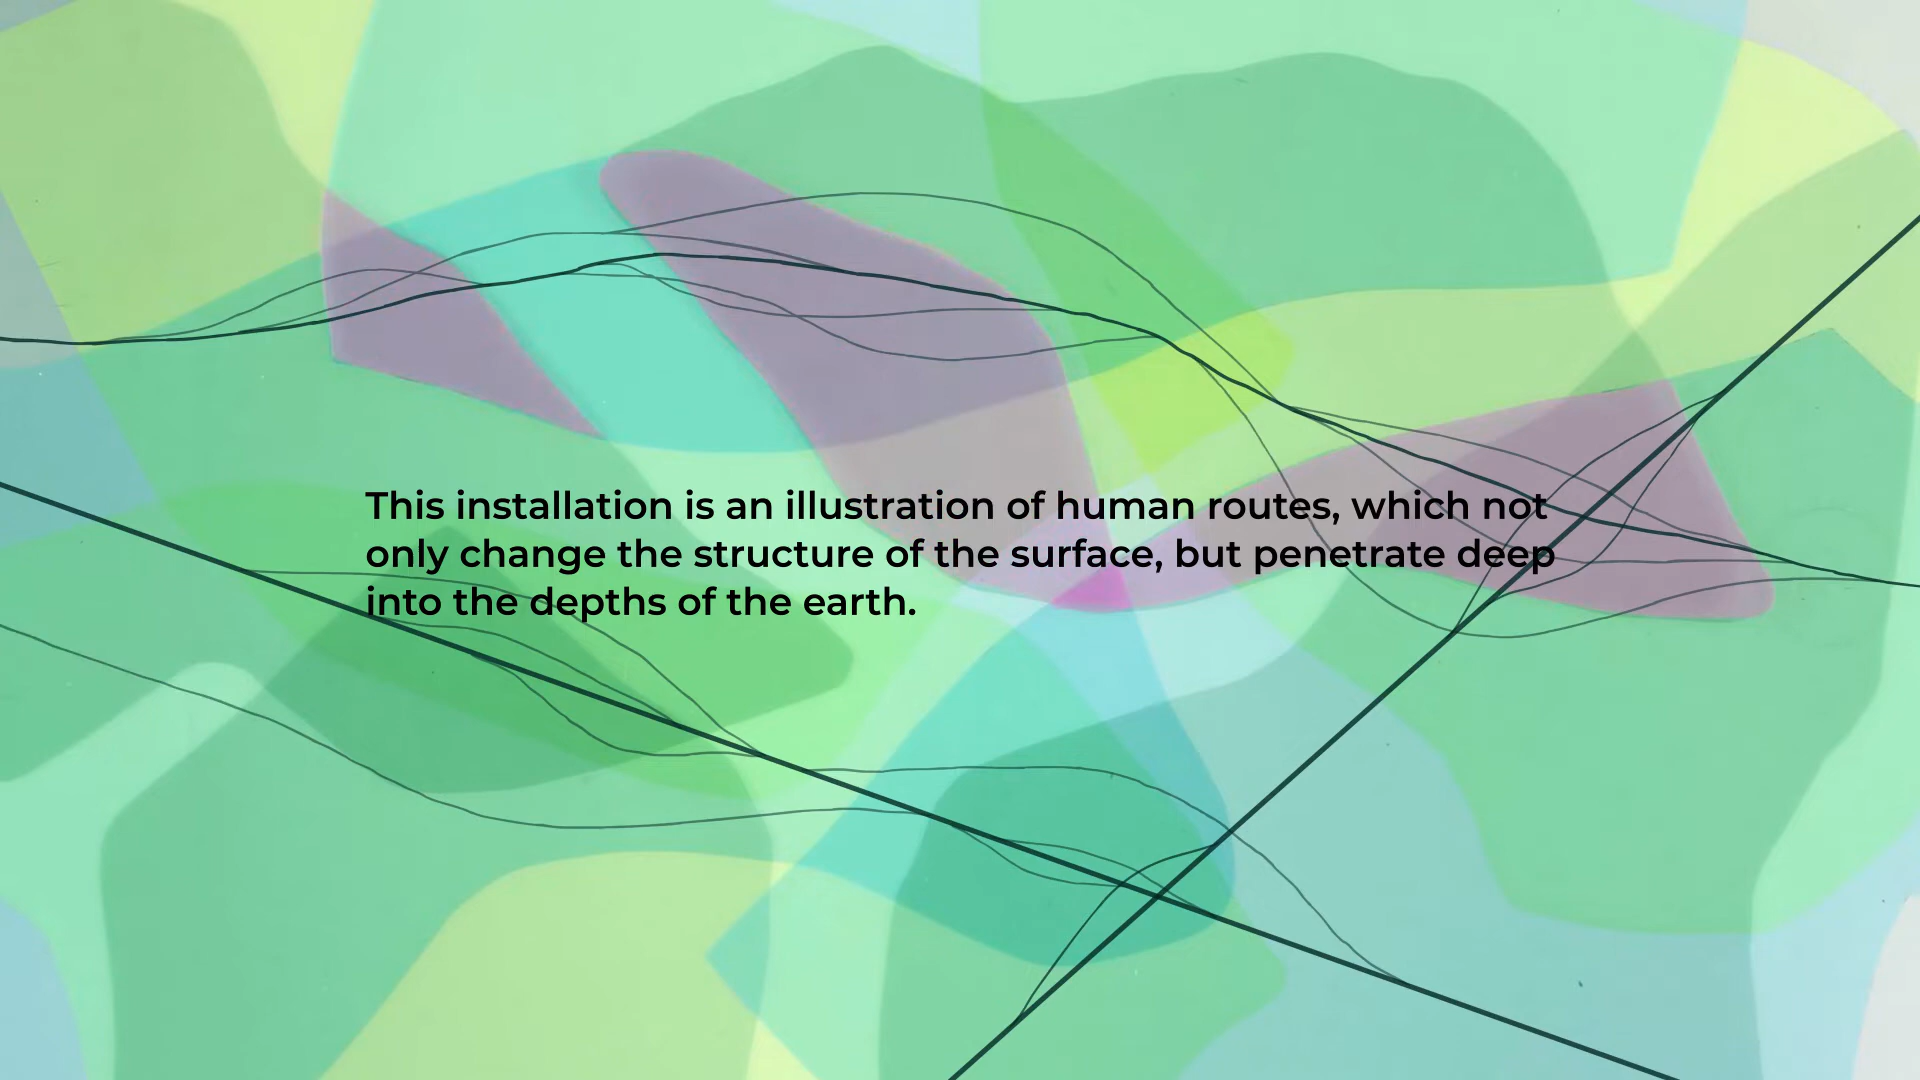 This installation is an illustration of human routes, which not
only change the structure of the surface, but penetrate deep
into the depths of the earth.